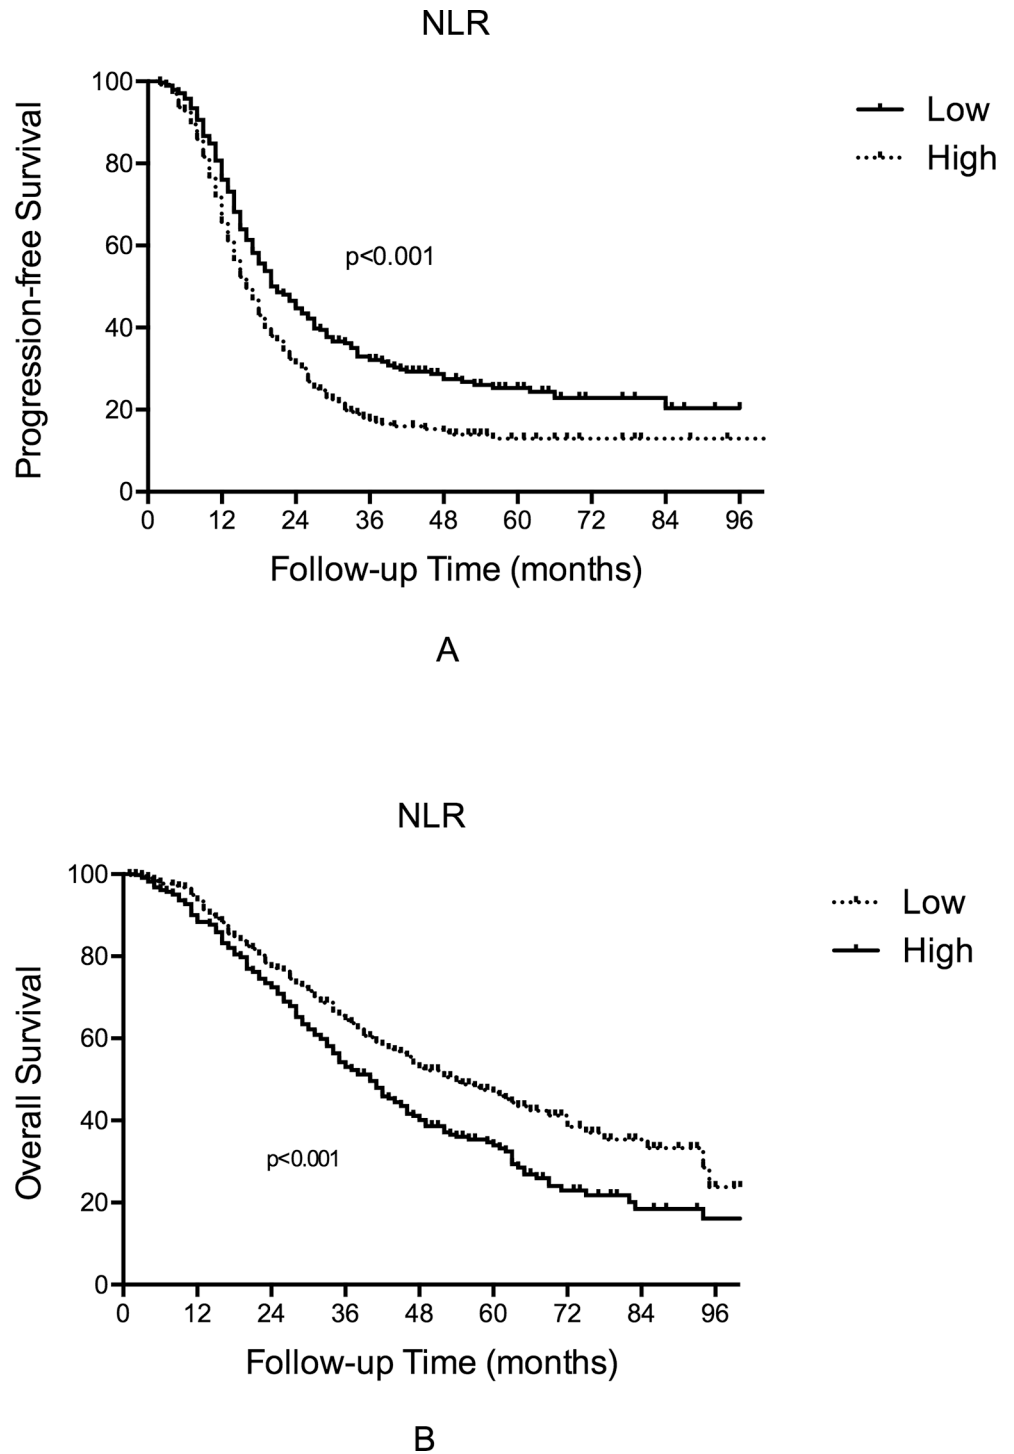 NLR
Progression-free Survival
100
80
60
40
20
0
p<0.001
Low
High
0 12 24 36 48 60 72 84 96
Follow-up Time (months)
A
NLR
Overall Survival
100
80
60
40
20
0
p<0.001
Low
High
0 12 24 36 48 60 72 84 96
Follow-up Time (months)
B